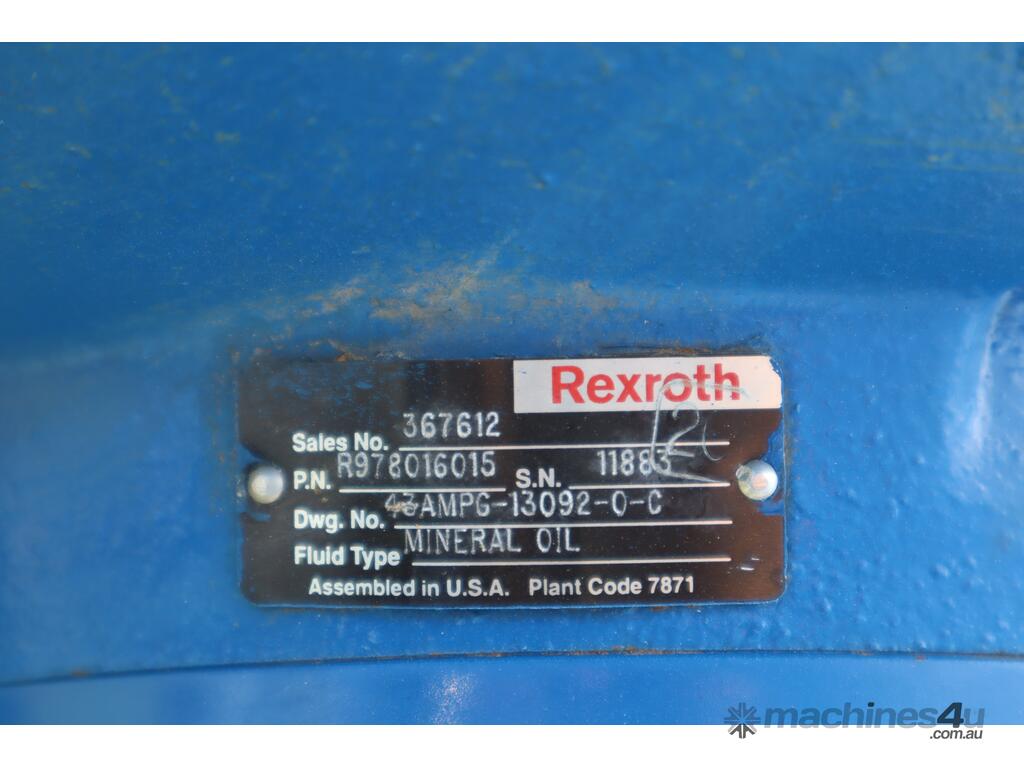 Rexroth
Sales No. 367612
P.N. R978016015 S.N. 11883
Dwg. No. 43AMPG-13092-0-C
Fluid Type MINERAL OIL
Assembled in U.S.A. Plant Code 7871
machines4u
.com.au